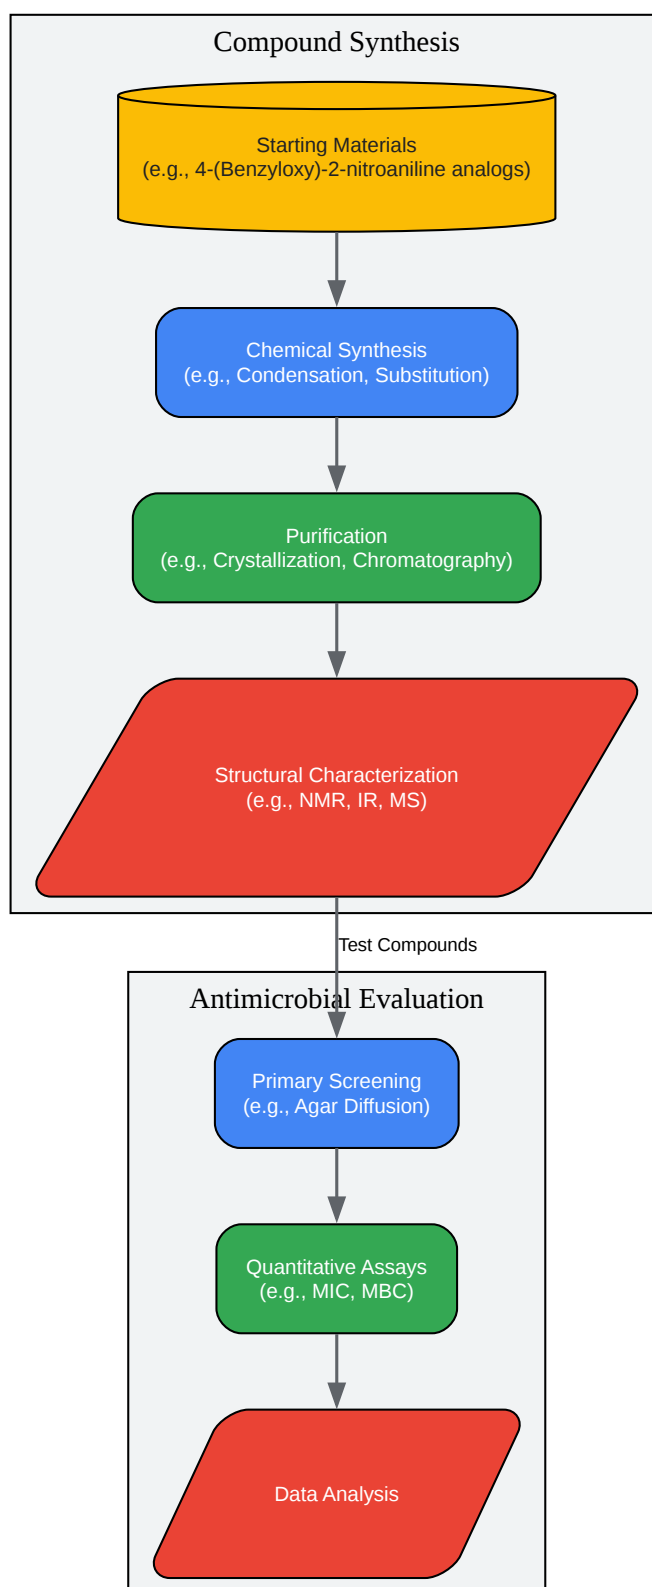 Compound Synthesis
Starting Materials
(e.g., 4-(Benzyloxy)-2-nitroaniline analogs)
Chemical Synthesis
(e.g., Condensation, Substitution)
Purification
(e.g., Crystallization, Chromatography)
Structural Characterization
(e.g., NMR, IR, MS)
Test Compounds
Antimicrobial Evaluation
Primary Screening
(e.g., Agar Diffusion)
Quantitative Assays
(e.g., MIC, MBC)
Data Analysis